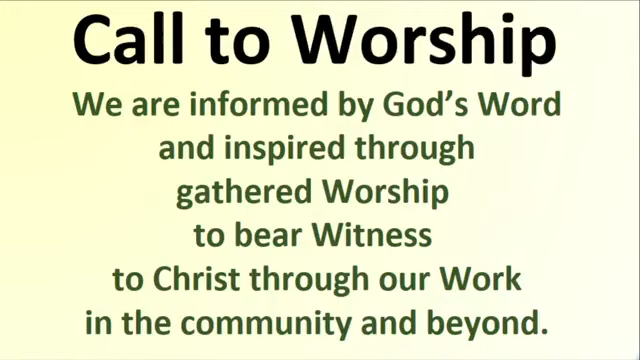 Call to Worship
We are informed by God’s Word
and inspired through
gathered Worship
to bear Witness
to Christ through our Work
in the community and beyond.